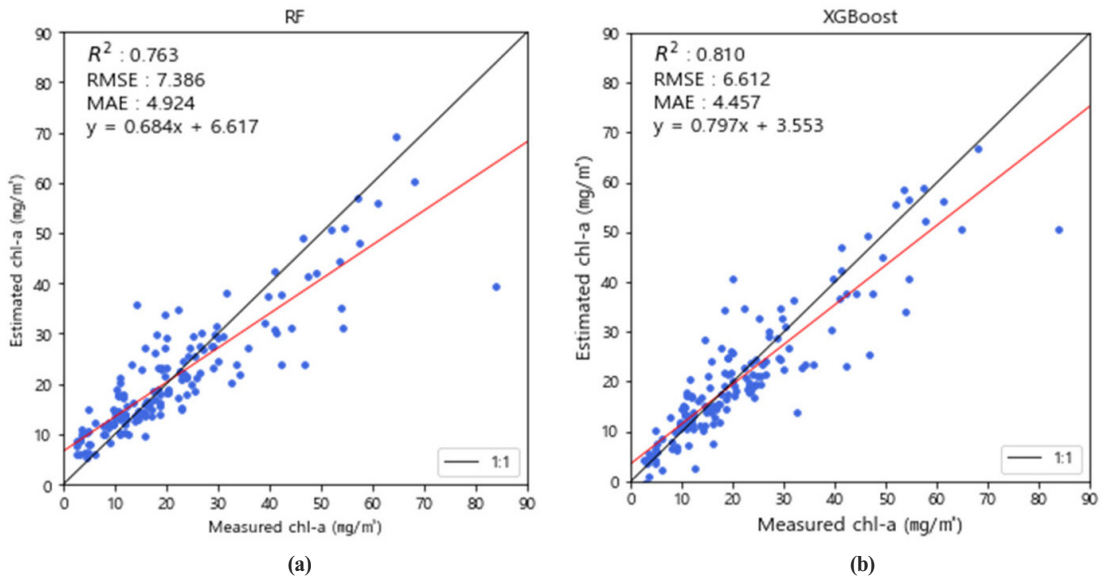 RF
R² : 0.763
RMSE : 7.386
MAE : 4.924
y = 0.684x + 6.617
90
80
70
60
50
40
30
20
10
0
Estimated chl-a (mg/m³)
0 10 20 30 40 50 60 70 80 90
Measured chl-a (mg/m³)
1:1
(a)
XGBoost
R² : 0.810
RMSE : 6.612
MAE : 4.457
y = 0.797x + 3.553
90
80
70
60
50
40
30
20
10
0
Estimated chl-a (mg/m³)
0 10 20 30 40 50 60 70 80 90
Measured chl-a (mg/m³)
1:1
(b)